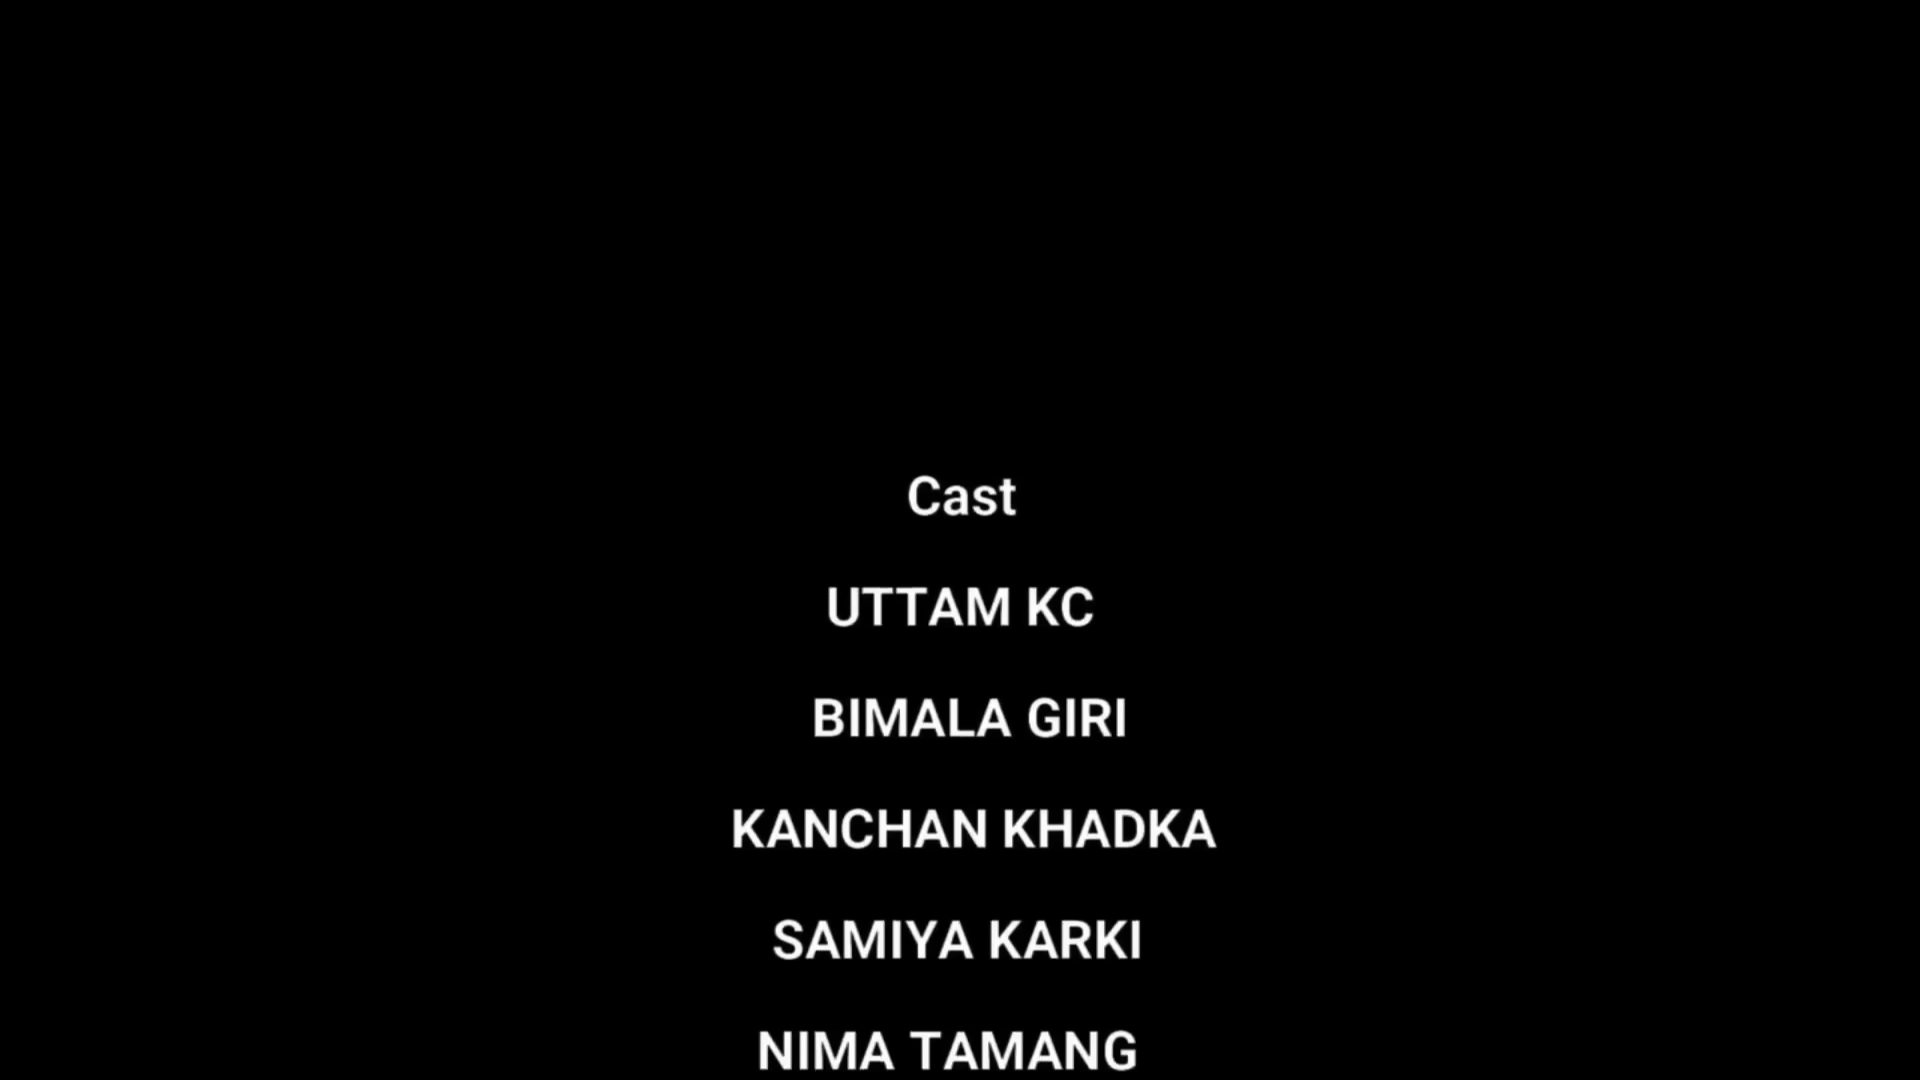 Cast
UTTAM KC
BIMALA GIRI
KANCHAN KHADKA
SAMIYA KARKI
NIMA TAMANG